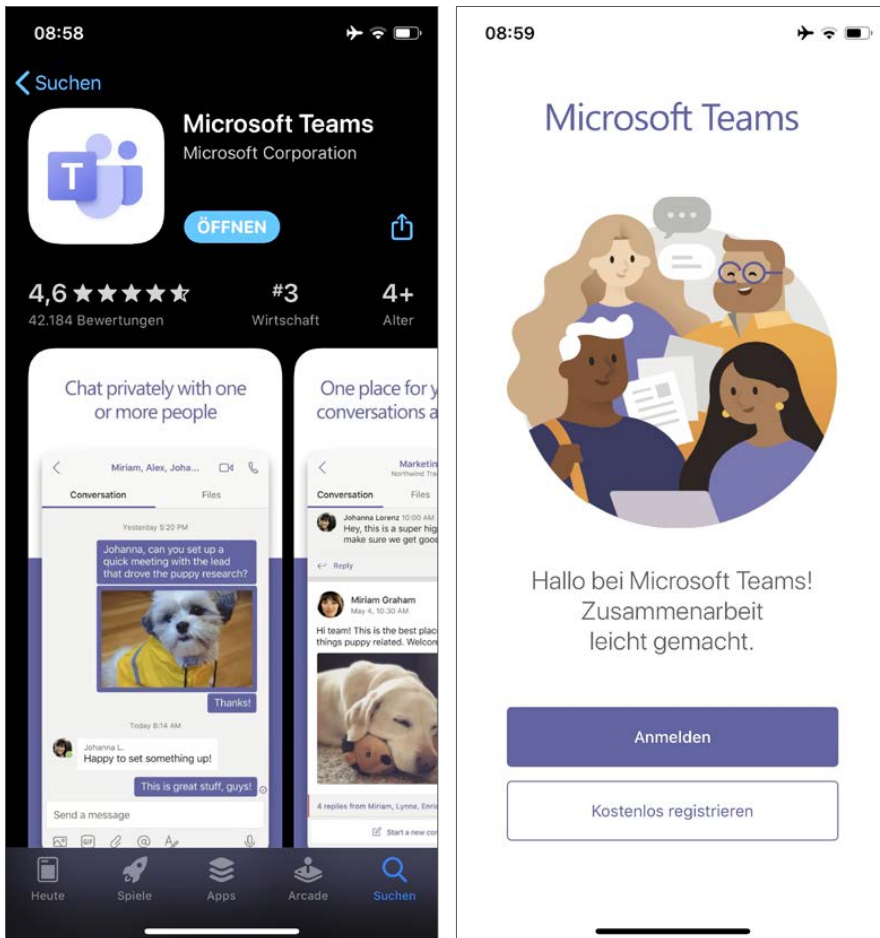 08:58
Suchen
Microsoft Teams
Microsoft Corporation
T
ÖFFNEN
4,6
#3
4+
42.184 Bewertungen
Wirtschaft
Alter
Chat privately with one
or more people
Miriam, Alex, Joha...
Conversation
Files
Yesterday 5:20 PM
Johanna, can you set up a
quick meeting with the lead
that drove the puppy research?
Thanks!
Today 8:14 AM
Johanna L.
Happy to set something up!
This is great stuff, guys!
Send a message
GIF
One place for y
conversations a
Marketin
Northwind Tra
Conversation
Files
Johanna Lorenz 10:00 AM
Hey, this is a super hig
make sure we get good
Reply
Miriam Graham
May 4, 10:30 AM
Hi team! This is the best plac
things puppy related. Welcom
4 replies from Miriam, Lynne, Enric
Start a new con
Heute
Spiele
Apps
Arcade
Suchen
08:59
Microsoft Teams
Hallo bei Microsoft Teams!
Zusammenarbeit
leicht gemacht.
Anmelden
Kostenlos registrieren